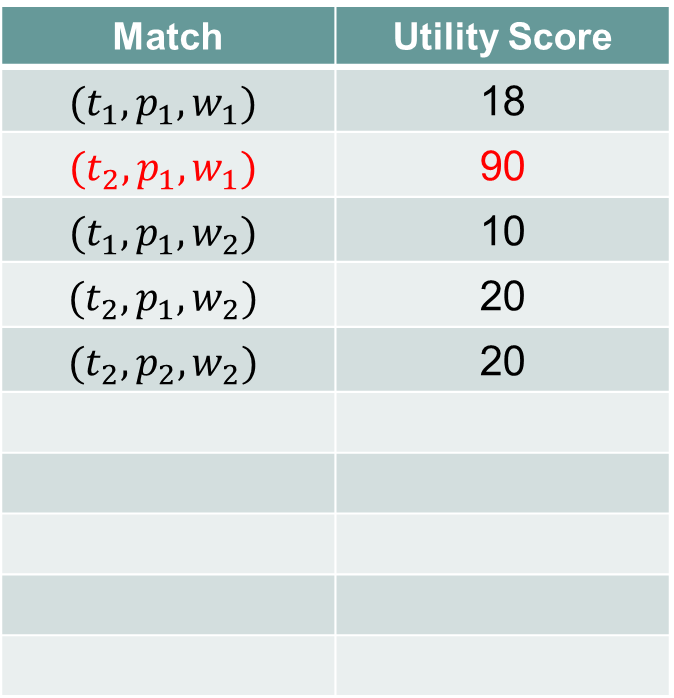 Match Utility Score
(t₁, p₁, w₁) 18
(t₂, p₁, w₁) 90
(t₁, p₁, w₂) 10
(t₂, p₁, w₂) 20
(t₂, p₂, w₂) 20